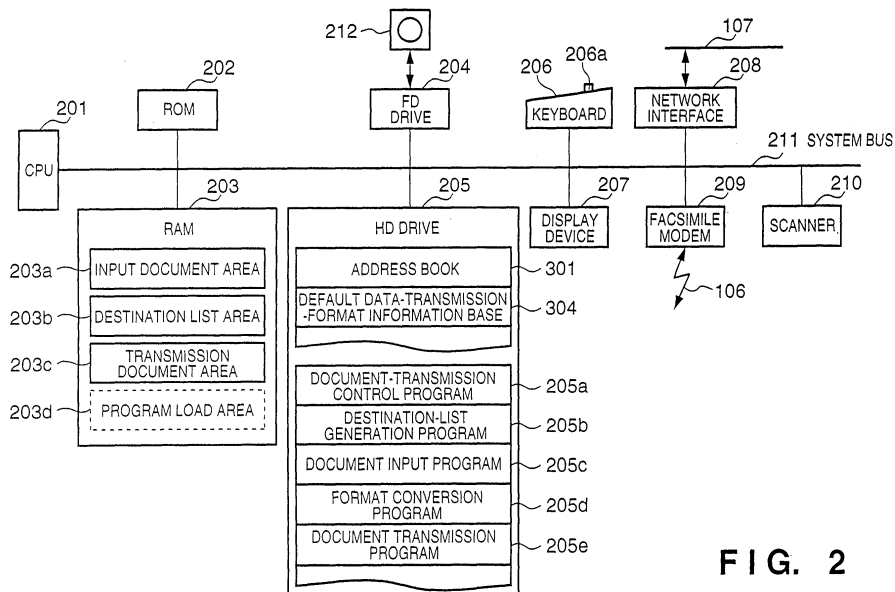 212
107
202
204
206
206a
208
201
ROM
FD
DRIVE
KEYBOARD
NETWORK
INTERFACE
CPU
211 SYSTEM BUS
203
205
207
209
210
RAM
HD DRIVE
DISPLAY
DEVICE
FACSIMILE
MODEM
SCANNER
203a
INPUT DOCUMENT AREA
ADDRESS BOOK
301
203b
DESTINATION LIST AREA
DEFAULT DATA-TRANSMISSION
-FORMAT INFORMATION BASE
304
106
203c
TRANSMISSION
DOCUMENT AREA
203d
PROGRAM LOAD AREA
DOCUMENT-TRANSMISSION
CONTROL PROGRAM
205a
DESTINATION-LIST
GENERATION PROGRAM
205b
DOCUMENT INPUT PROGRAM
205c
FORMAT CONVERSION
PROGRAM
205d
DOCUMENT TRANSMISSION
PROGRAM
205e
FIG. 2